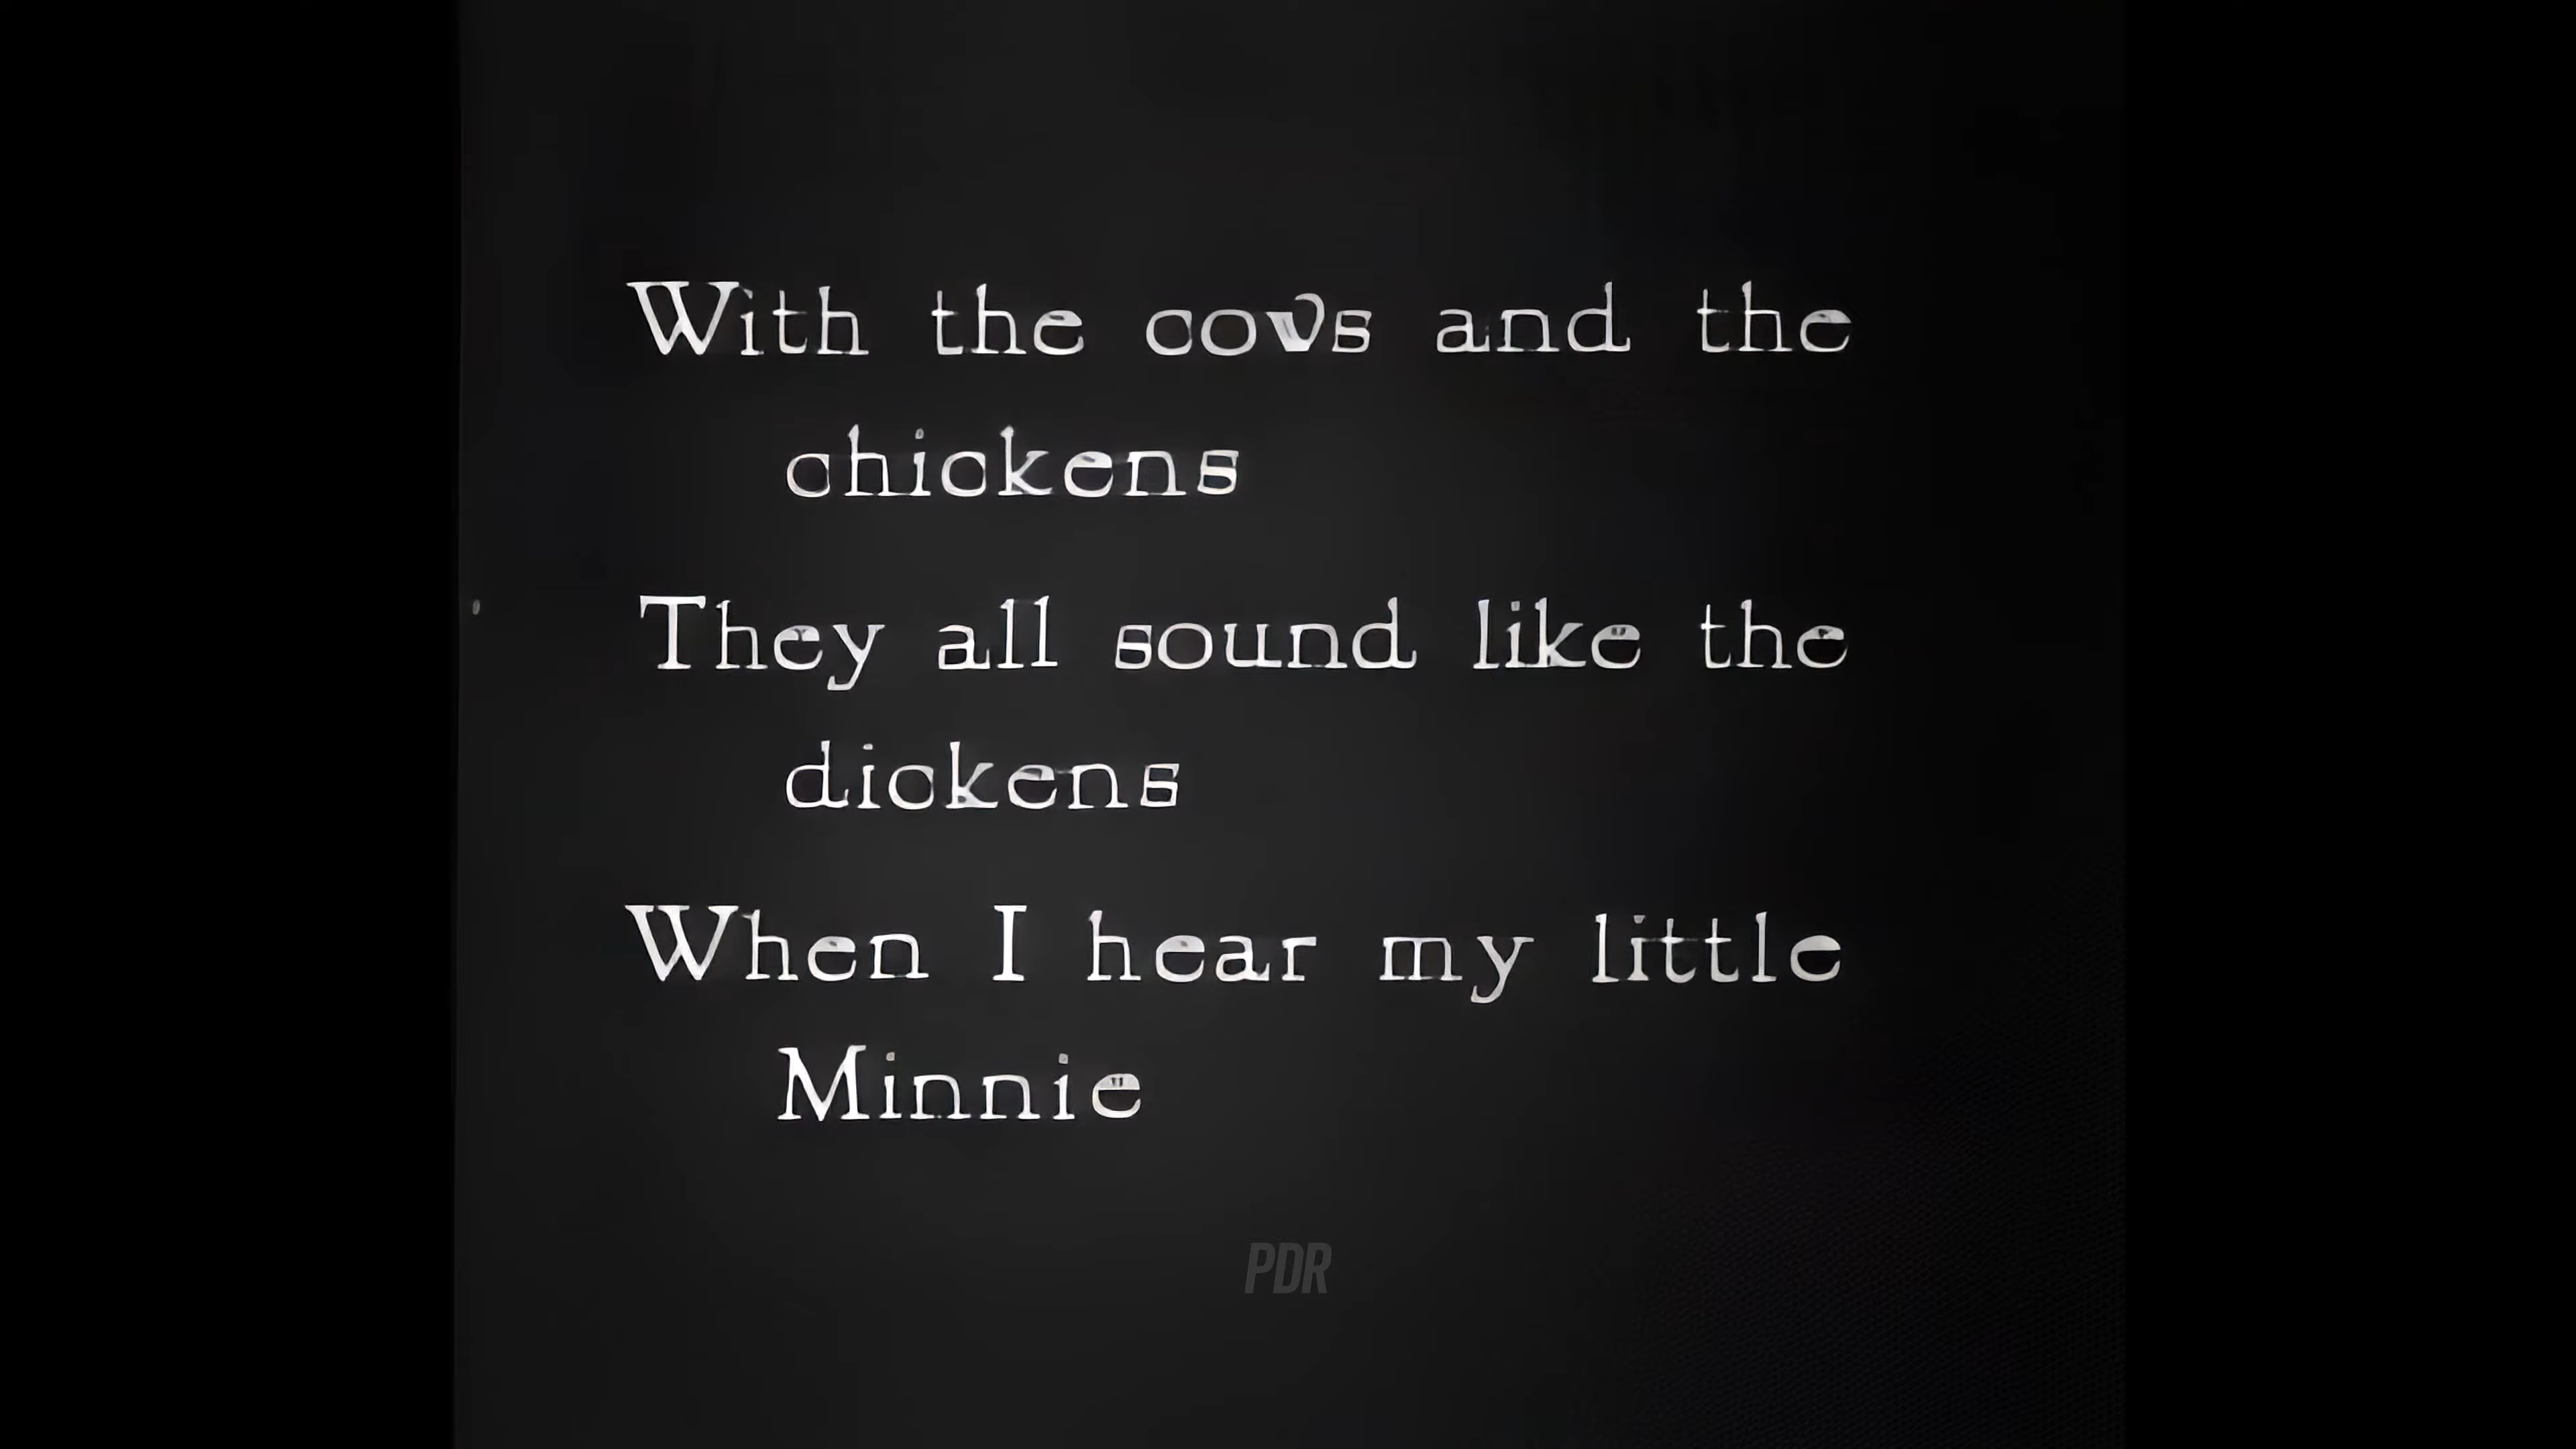 With the cows and the
chickens
They all sound like the
dickens
When I hear my little
Minnie
PDR